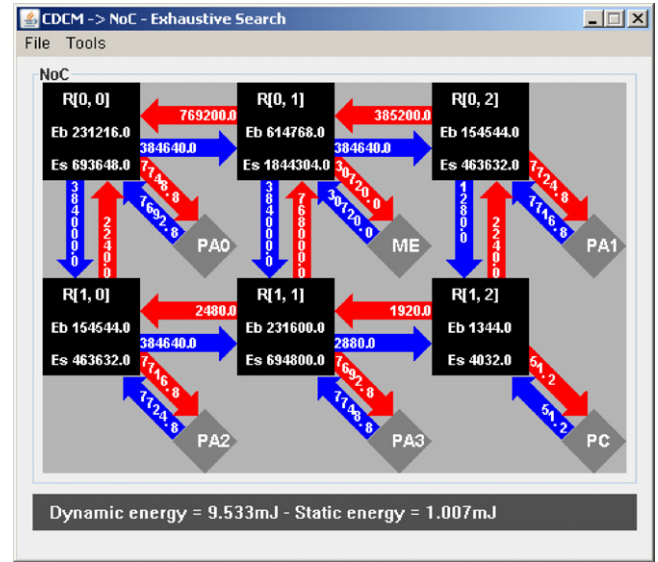 CDCM -> NoC - Exhaustive Search
File Tools
NoC
R[0, 0]
769200.0
R[0, 1]
385200.0
R[0, 2]
Eb 231216.0
Eb 614768.0
Eb 154544.0
384640.0
384640.0
Es 693648.0
Es 1844304.0
Es 463632.0
7748.8
30720.0
7724.8
7692.8
30720.0
7716.8
384000.0
2240.0
384000.0
768000.0
1280.0
2240.0
PA0
ME
PA1
R[1, 0]
2480.0
R[1, 1]
1920.0
R[1, 2]
Eb 154544.0
Eb 231600.0
Eb 1344.0
384640.0
2880.0
Es 463632.0
Es 694800.0
Es 4032.0
7716.8
7692.8
51.2
7724.8
7748.8
51.2
PA2
PA3
PC
Dynamic energy = 9.533mJ - Static energy = 1.007mJ